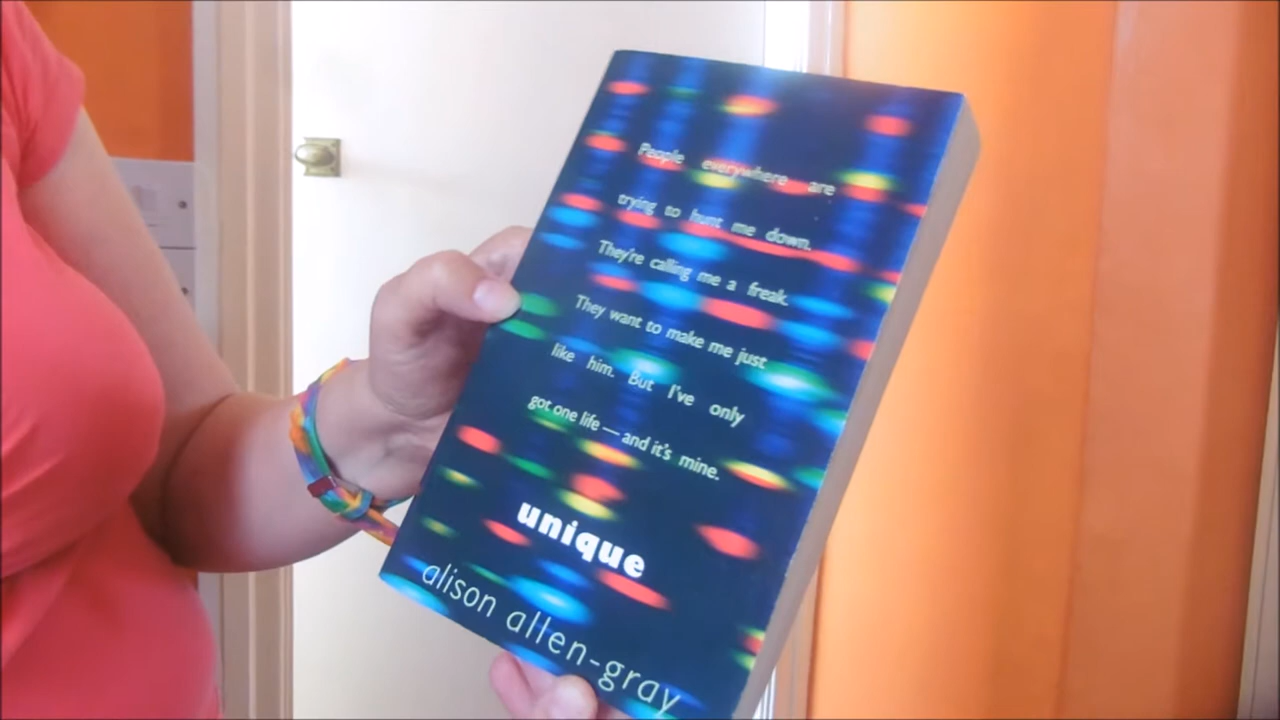 People everywhere are
trying to hunt me down.
They're calling me a freak.
They want to make me just
like him. But I've only
got one life — and it's mine.
unique
alison allen-gray